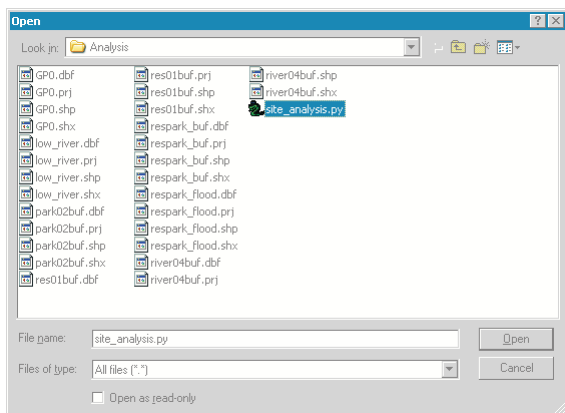 Open
Look in: Analysis
GP0.dbf
GP0.prj
GP0.shp
GP0.shx
low_river.dbf
low_river.prj
low_river.shp
low_river.shx
park02buf.dbf
park02buf.prj
park02buf.shp
park02buf.shx
res01buf.dbf
res01buf.prj
res01buf.shp
res01buf.shx
respark_buf.dbf
respark_buf.prj
respark_buf.shp
respark_buf.shx
respark_flood.dbf
respark_flood.prj
respark_flood.shp
respark_flood.shx
river04buf.dbf
river04buf.prj
river04buf.shp
river04buf.shx
site_analysis.py
File name: site_analysis.py Open
Files of type: All files (*.*) Cancel
Open as read-only